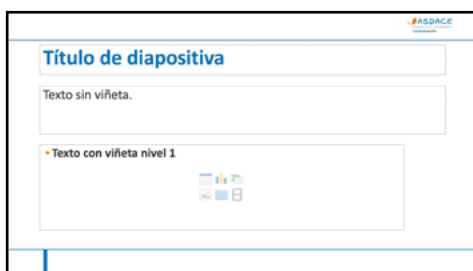 ASPACE
Título de diapositiva
Texto sin viñeta.
• Texto con viñeta nivel 1